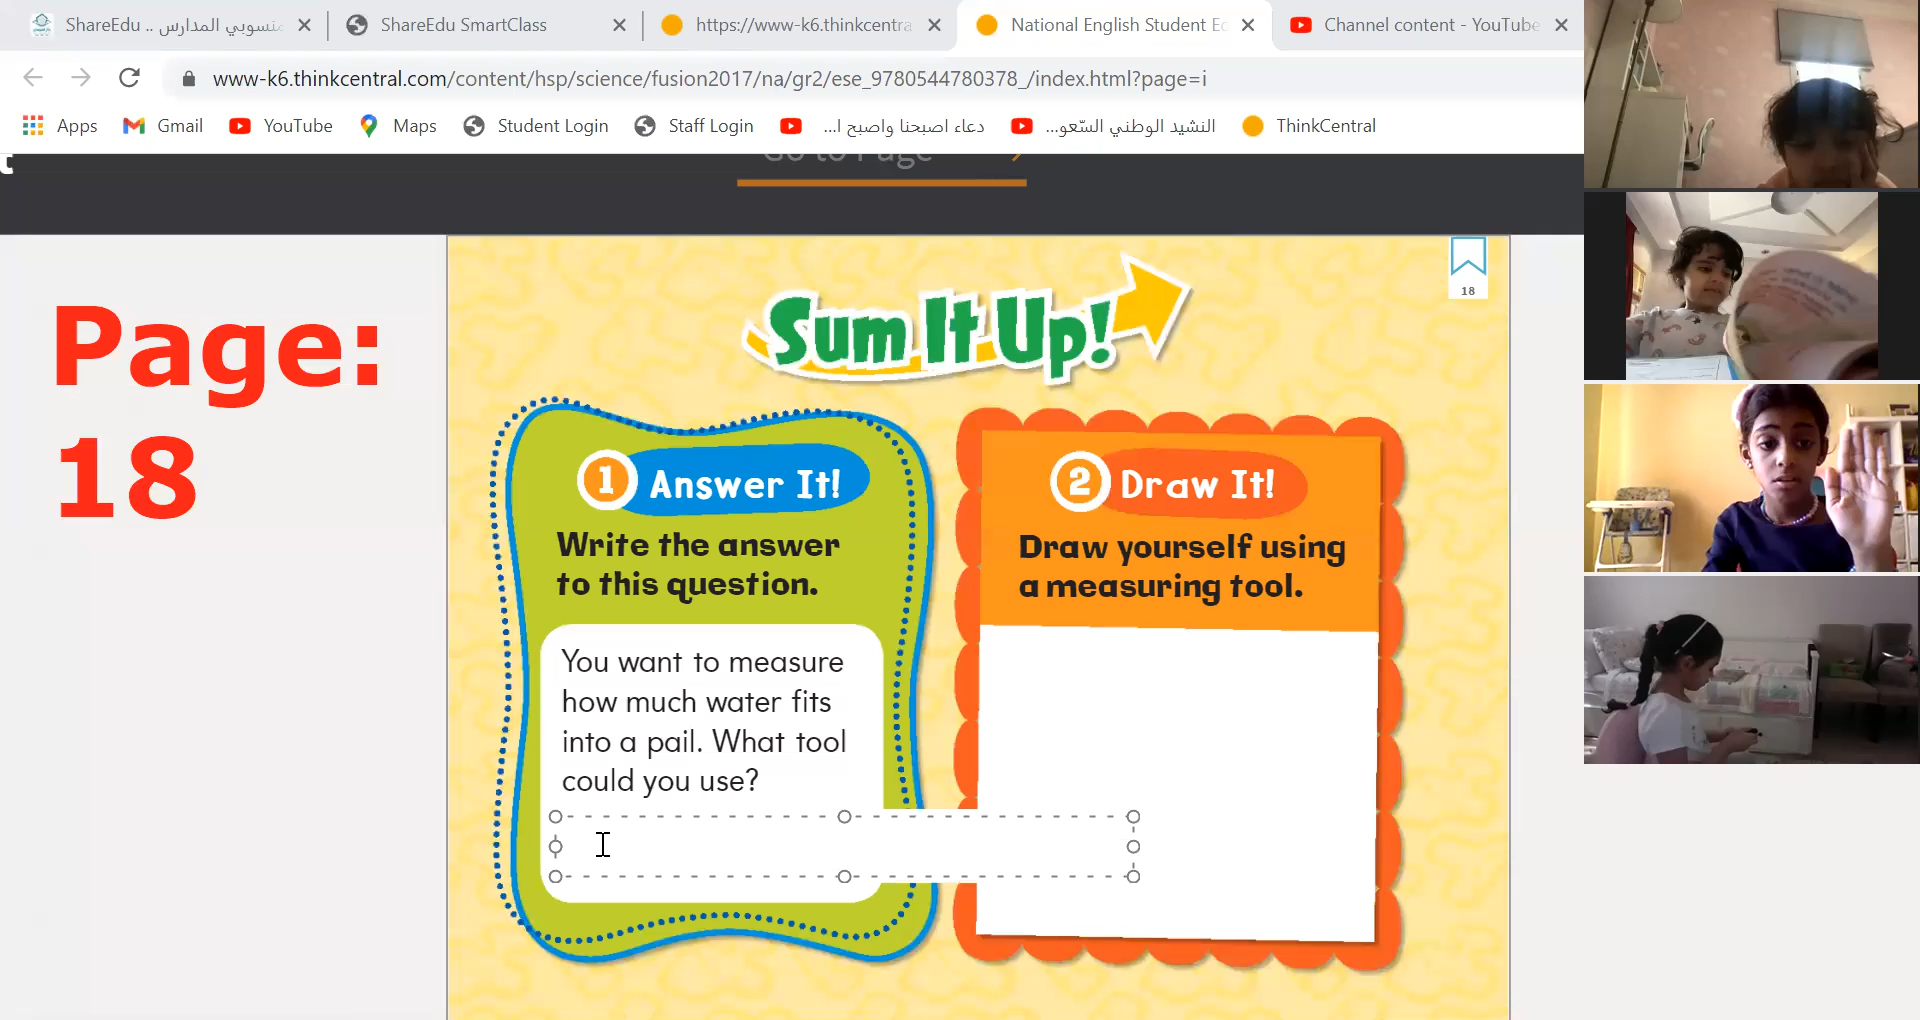 ShareEdu .. منسوبي المدارس
ShareEdu SmartClass
https://www-k6.thinkcentra
National English Student Ec
Channel content - YouTube
www-k6.thinkcentral.com/content/hsp/science/fusion2017/na/gr2/ese_9780544780378_/index.html?page=i
Apps
Gmail
YouTube
Maps
Student Login
Staff Login
دعاء اصبحنا واصبح ا...
النشيد الوطني السّعو...
ThinkCentral
Go to Page
Page:
18
18
Sum It Up!
1 Answer It!
Write the answer
to this question.
You want to measure
how much water fits
into a pail. What tool
could you use?
2 Draw It!
Draw yourself using
a measuring tool.